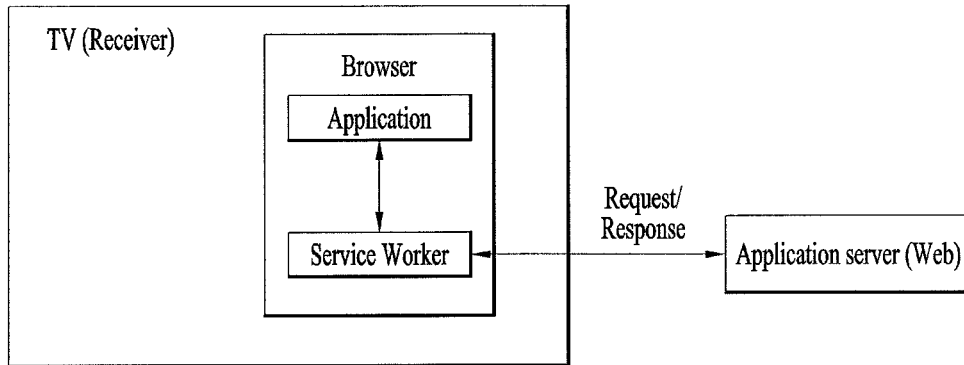 TV (Receiver)
Browser
Application
Service Worker
Request/
Response
Application server (Web)